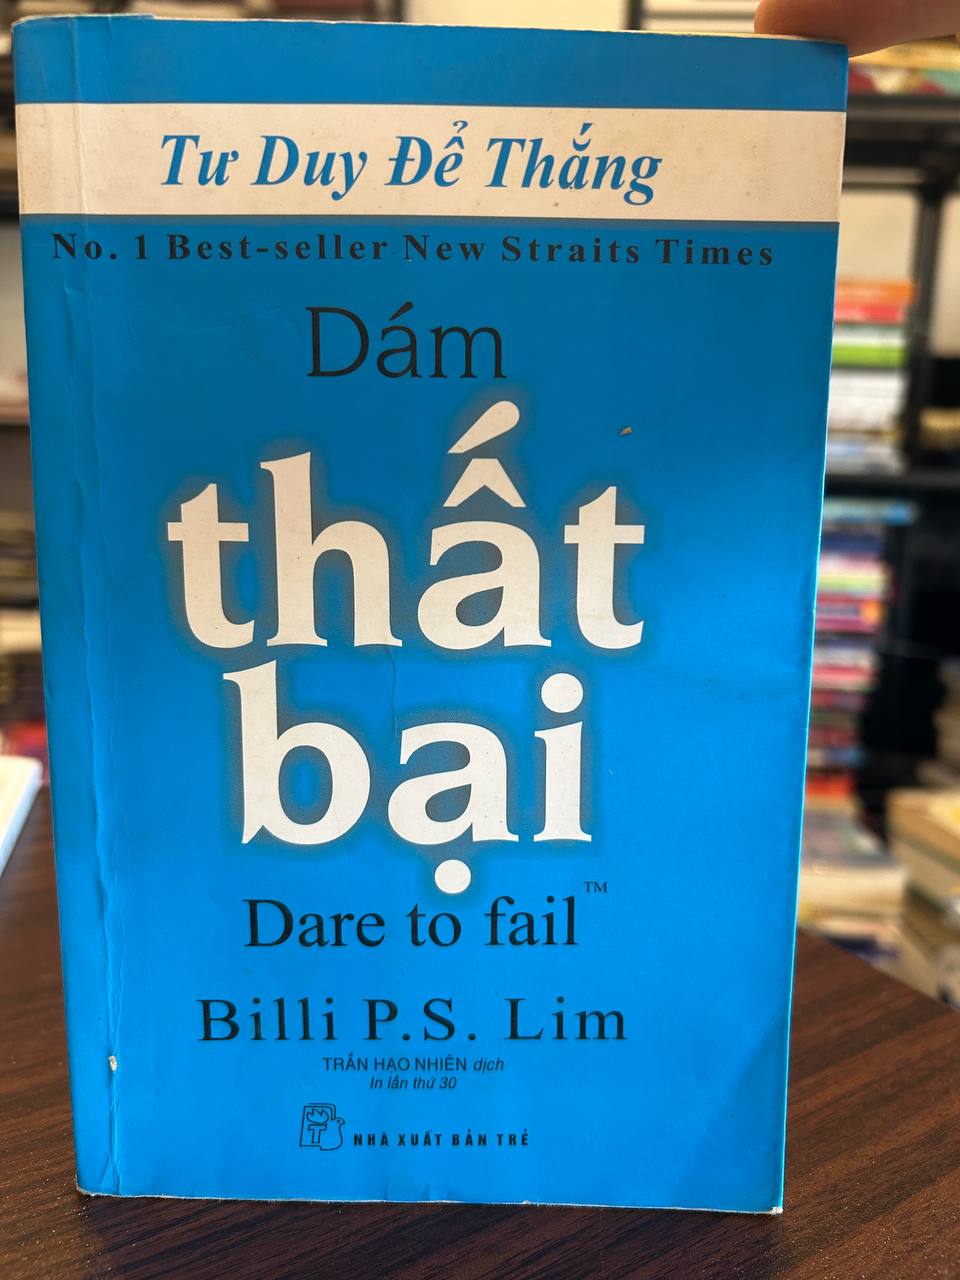 Tư Duy Để Thắng
No. 1 Best-seller New Straits Times
Dám
thất
bại
Dare to fail™
Billi P.S. Lim
TRẦN HẠO NHIÊN dịch
In lần thứ 30
NHÀ XUẤT BẢN TRẺ